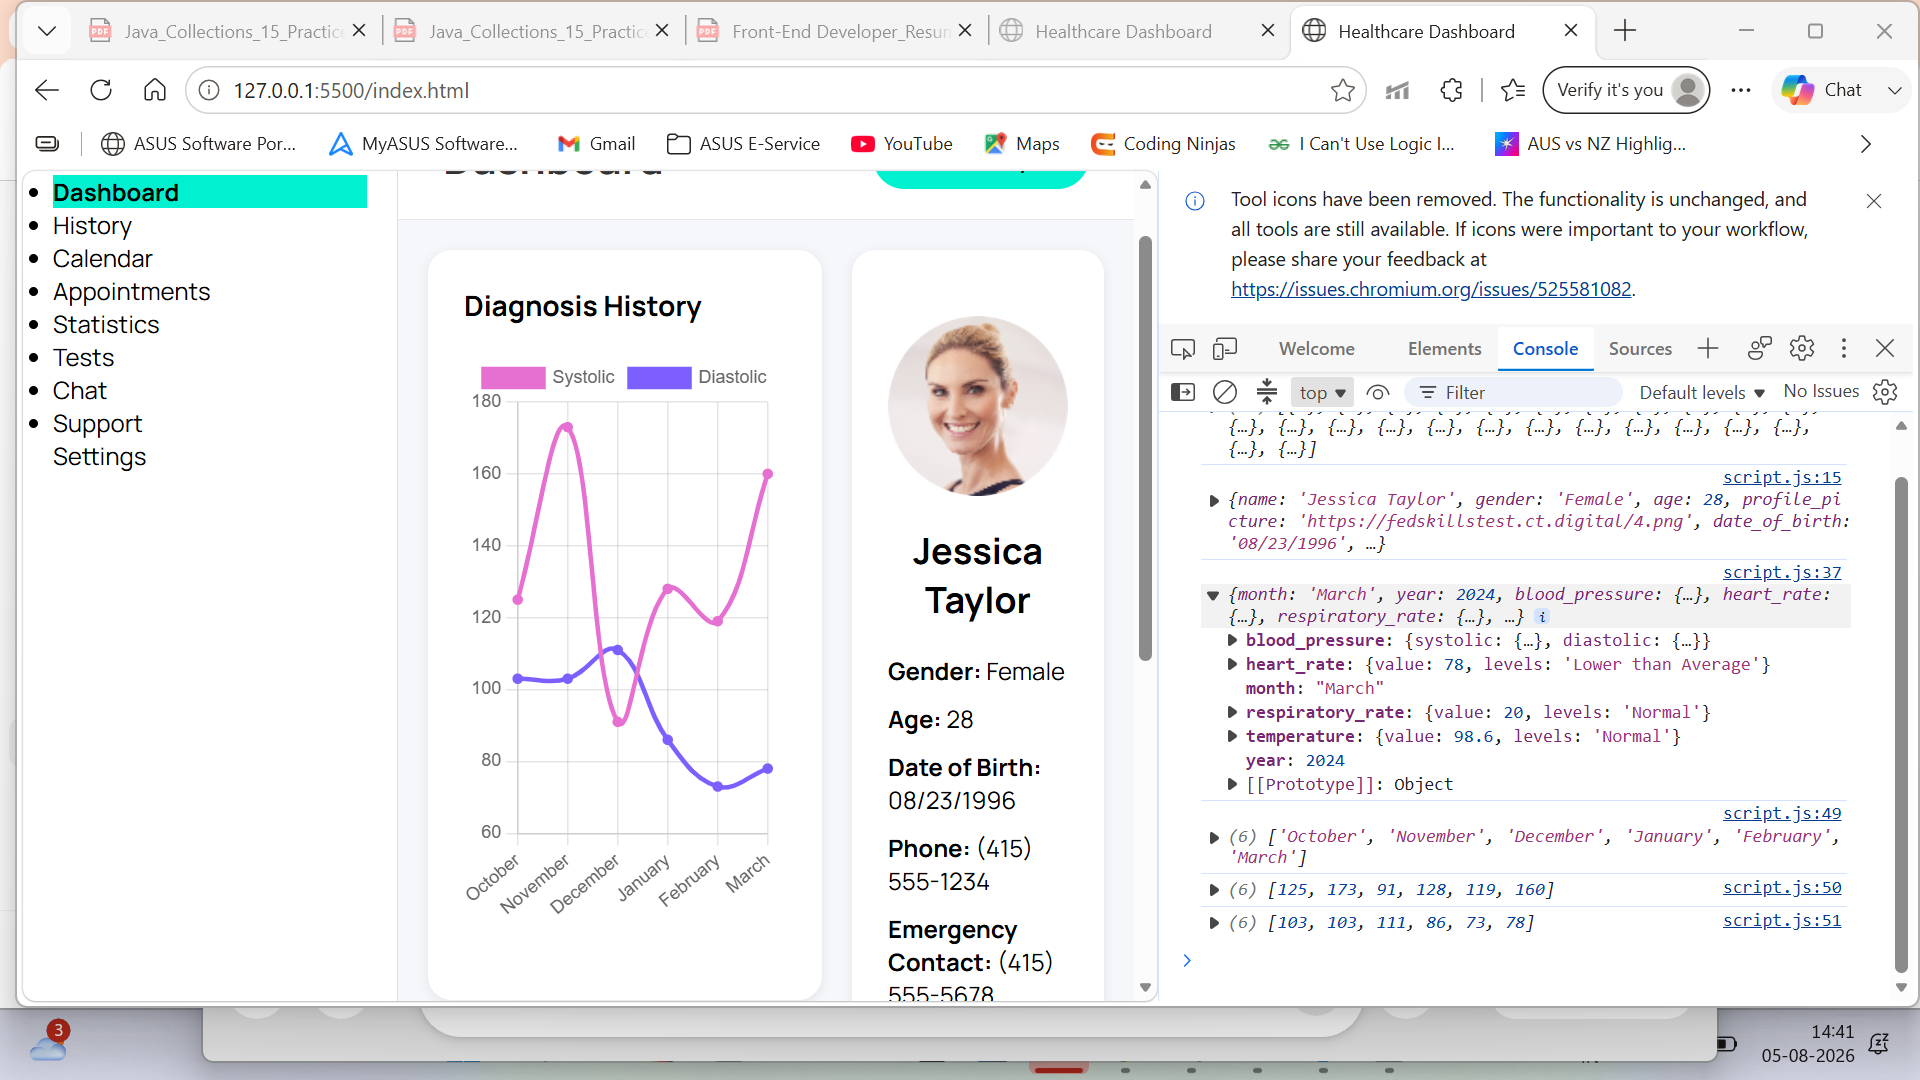 Java_Collections_15_Practice
Java_Collections_15_Practice
Front-End Developer_Resun
Healthcare Dashboard
Healthcare Dashboard
127.0.0.1:5500/index.html
Verify it's you
Chat
ASUS Software Por...
MyASUS Software...
Gmail
ASUS E-Service
YouTube
Maps
Coding Ninjas
I Can't Use Logic I...
AUS vs NZ Highlig...
Dashboard
History
Calendar
Appointments
Statistics
Tests
Chat
Support
Settings
Dashboard
Diagnosis History
Systolic
Diastolic
180
160
140
120
100
80
60
October
November
December
January
February
March
Jessica
Taylor
Gender: Female
Age: 28
Date of Birth:
08/23/1996
Phone: (415)
555-1234
Emergency
Contact: (415)
555-5678
Tool icons have been removed. The functionality is unchanged, and
all tools are still available. If icons were important to your workflow,
please share your feedback at
https://issues.chromium.org/issues/525581082.
Welcome
Elements
Console
Sources
top
Filter
Default levels
No Issues
{…}, {…}, {…}, {…}, {…}, {…}, {…}, {…}, {…}, {…}, {…}, {…},
{…}, {…}]
script.js:15
{name: 'Jessica Taylor', gender: 'Female', age: 28, profile_pi
cture: 'https://fedskillstest.ct.digital/4.png', date_of_birth:
'08/23/1996', …}
script.js:37
{month: 'March', year: 2024, blood_pressure: {…}, heart_rate:
{…}, respiratory_rate: {…}, …}
blood_pressure: {systolic: {…}, diastolic: {…}}
heart_rate: {value: 78, levels: 'Lower than Average'}
month: "March"
respiratory_rate: {value: 20, levels: 'Normal'}
temperature: {value: 98.6, levels: 'Normal'}
year: 2024
[[Prototype]]: Object
script.js:49
(6) ['October', 'November', 'December', 'January', 'February',
'March']
(6) [125, 173, 91, 128, 119, 160]
script.js:50
(6) [103, 103, 111, 86, 73, 78]
script.js:51
3
14:41
05-08-2026